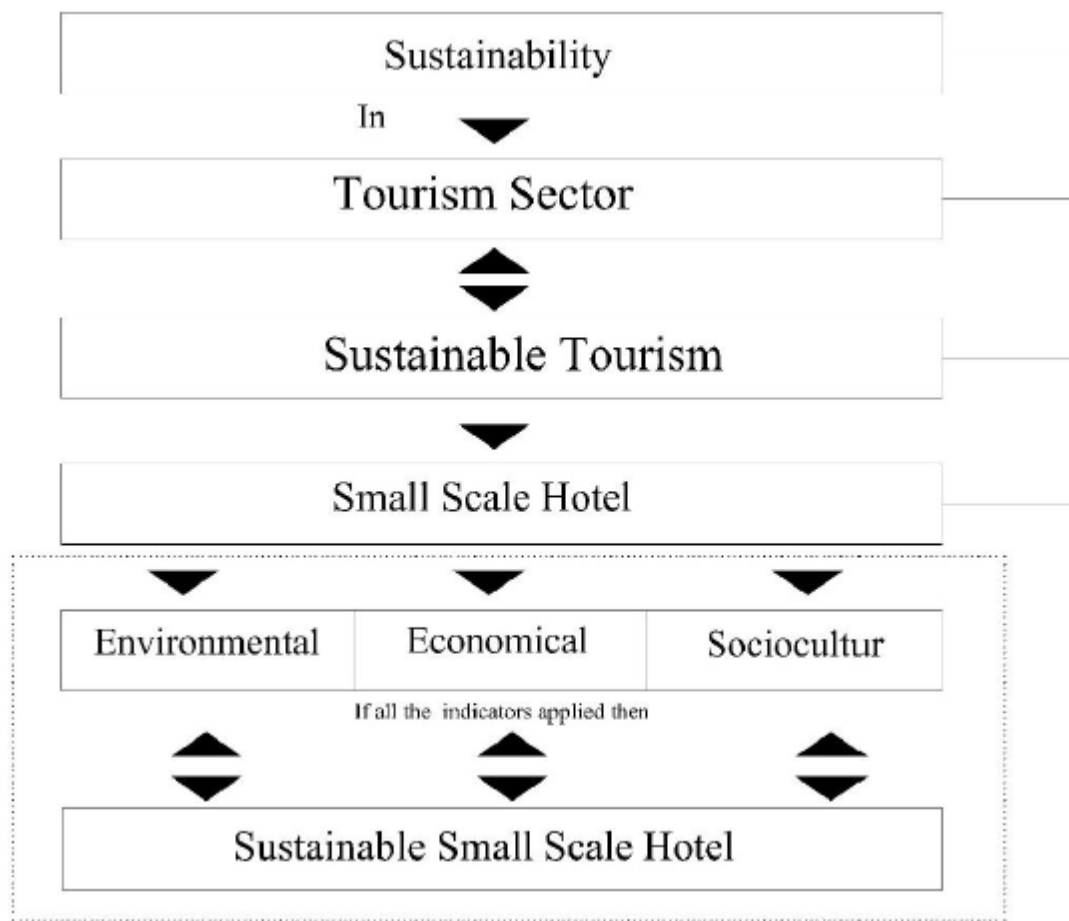 Sustainability
In
Tourism Sector
Sustainable Tourism
Small Scale Hotel
Environmental
Economical
Sociocultur
If all the indicators applied then
Sustainable Small Scale Hotel